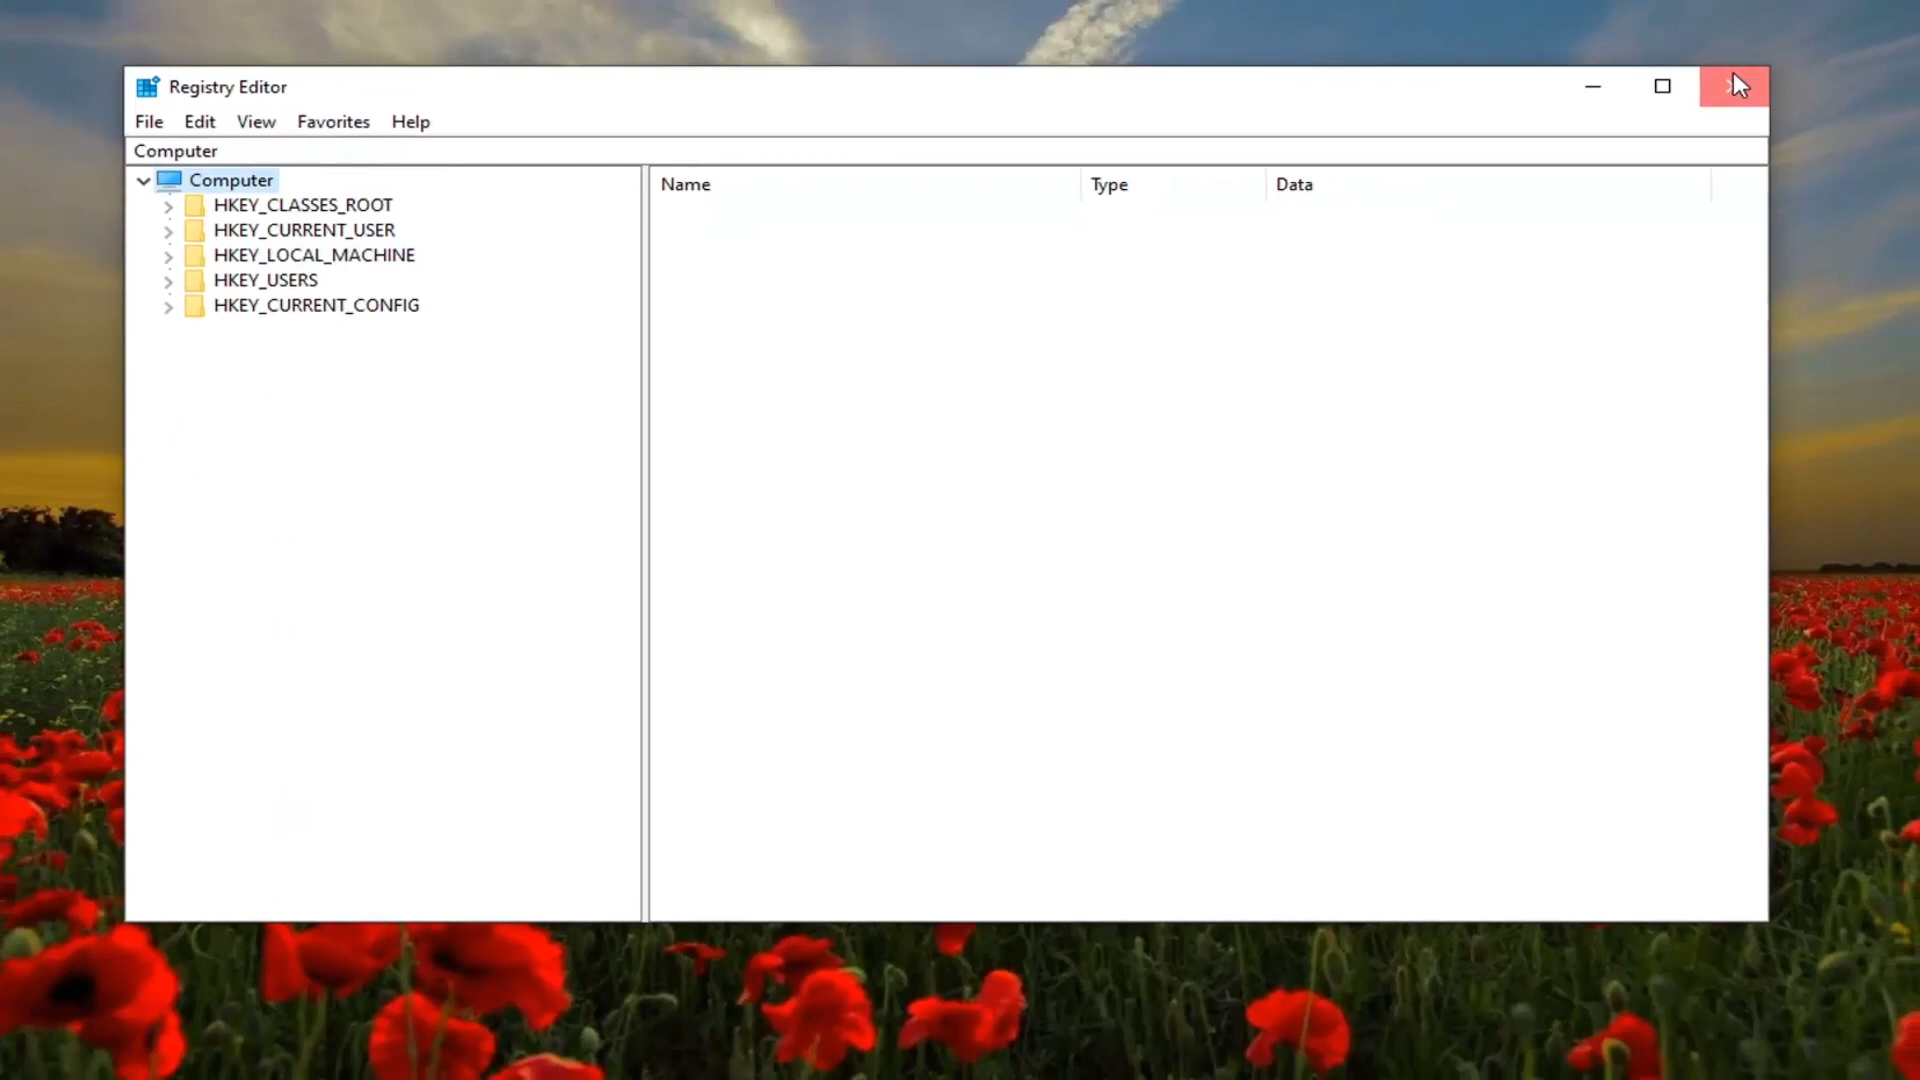 Registry Editor
File Edit View Favorites Help
Computer
Computer
HKEY_CLASSES_ROOT
HKEY_CURRENT_USER
HKEY_LOCAL_MACHINE
HKEY_USERS
HKEY_CURRENT_CONFIG
Name Type Data